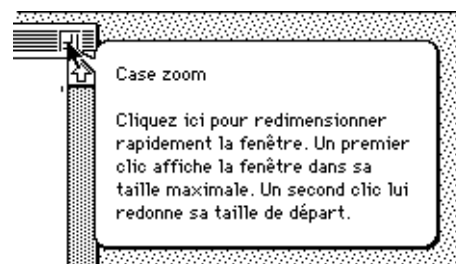 Case zoom
Cliquez ici pour redimensionner
rapidement la fenêtre. Un premier
clic affiche la fenêtre dans sa
taille maximale. Un second clic lui
redonne sa taille de départ.